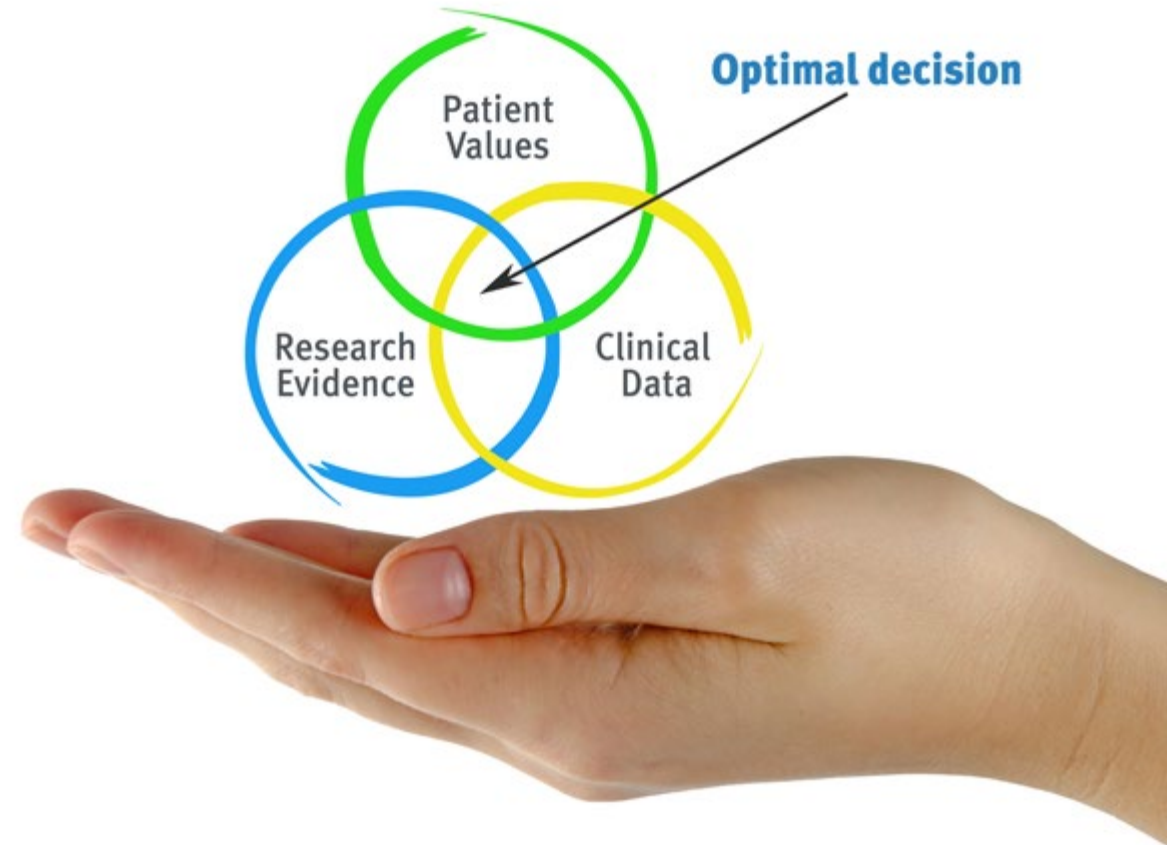 Optimal decision
Patient
Values
Research
Evidence
Clinical
Data